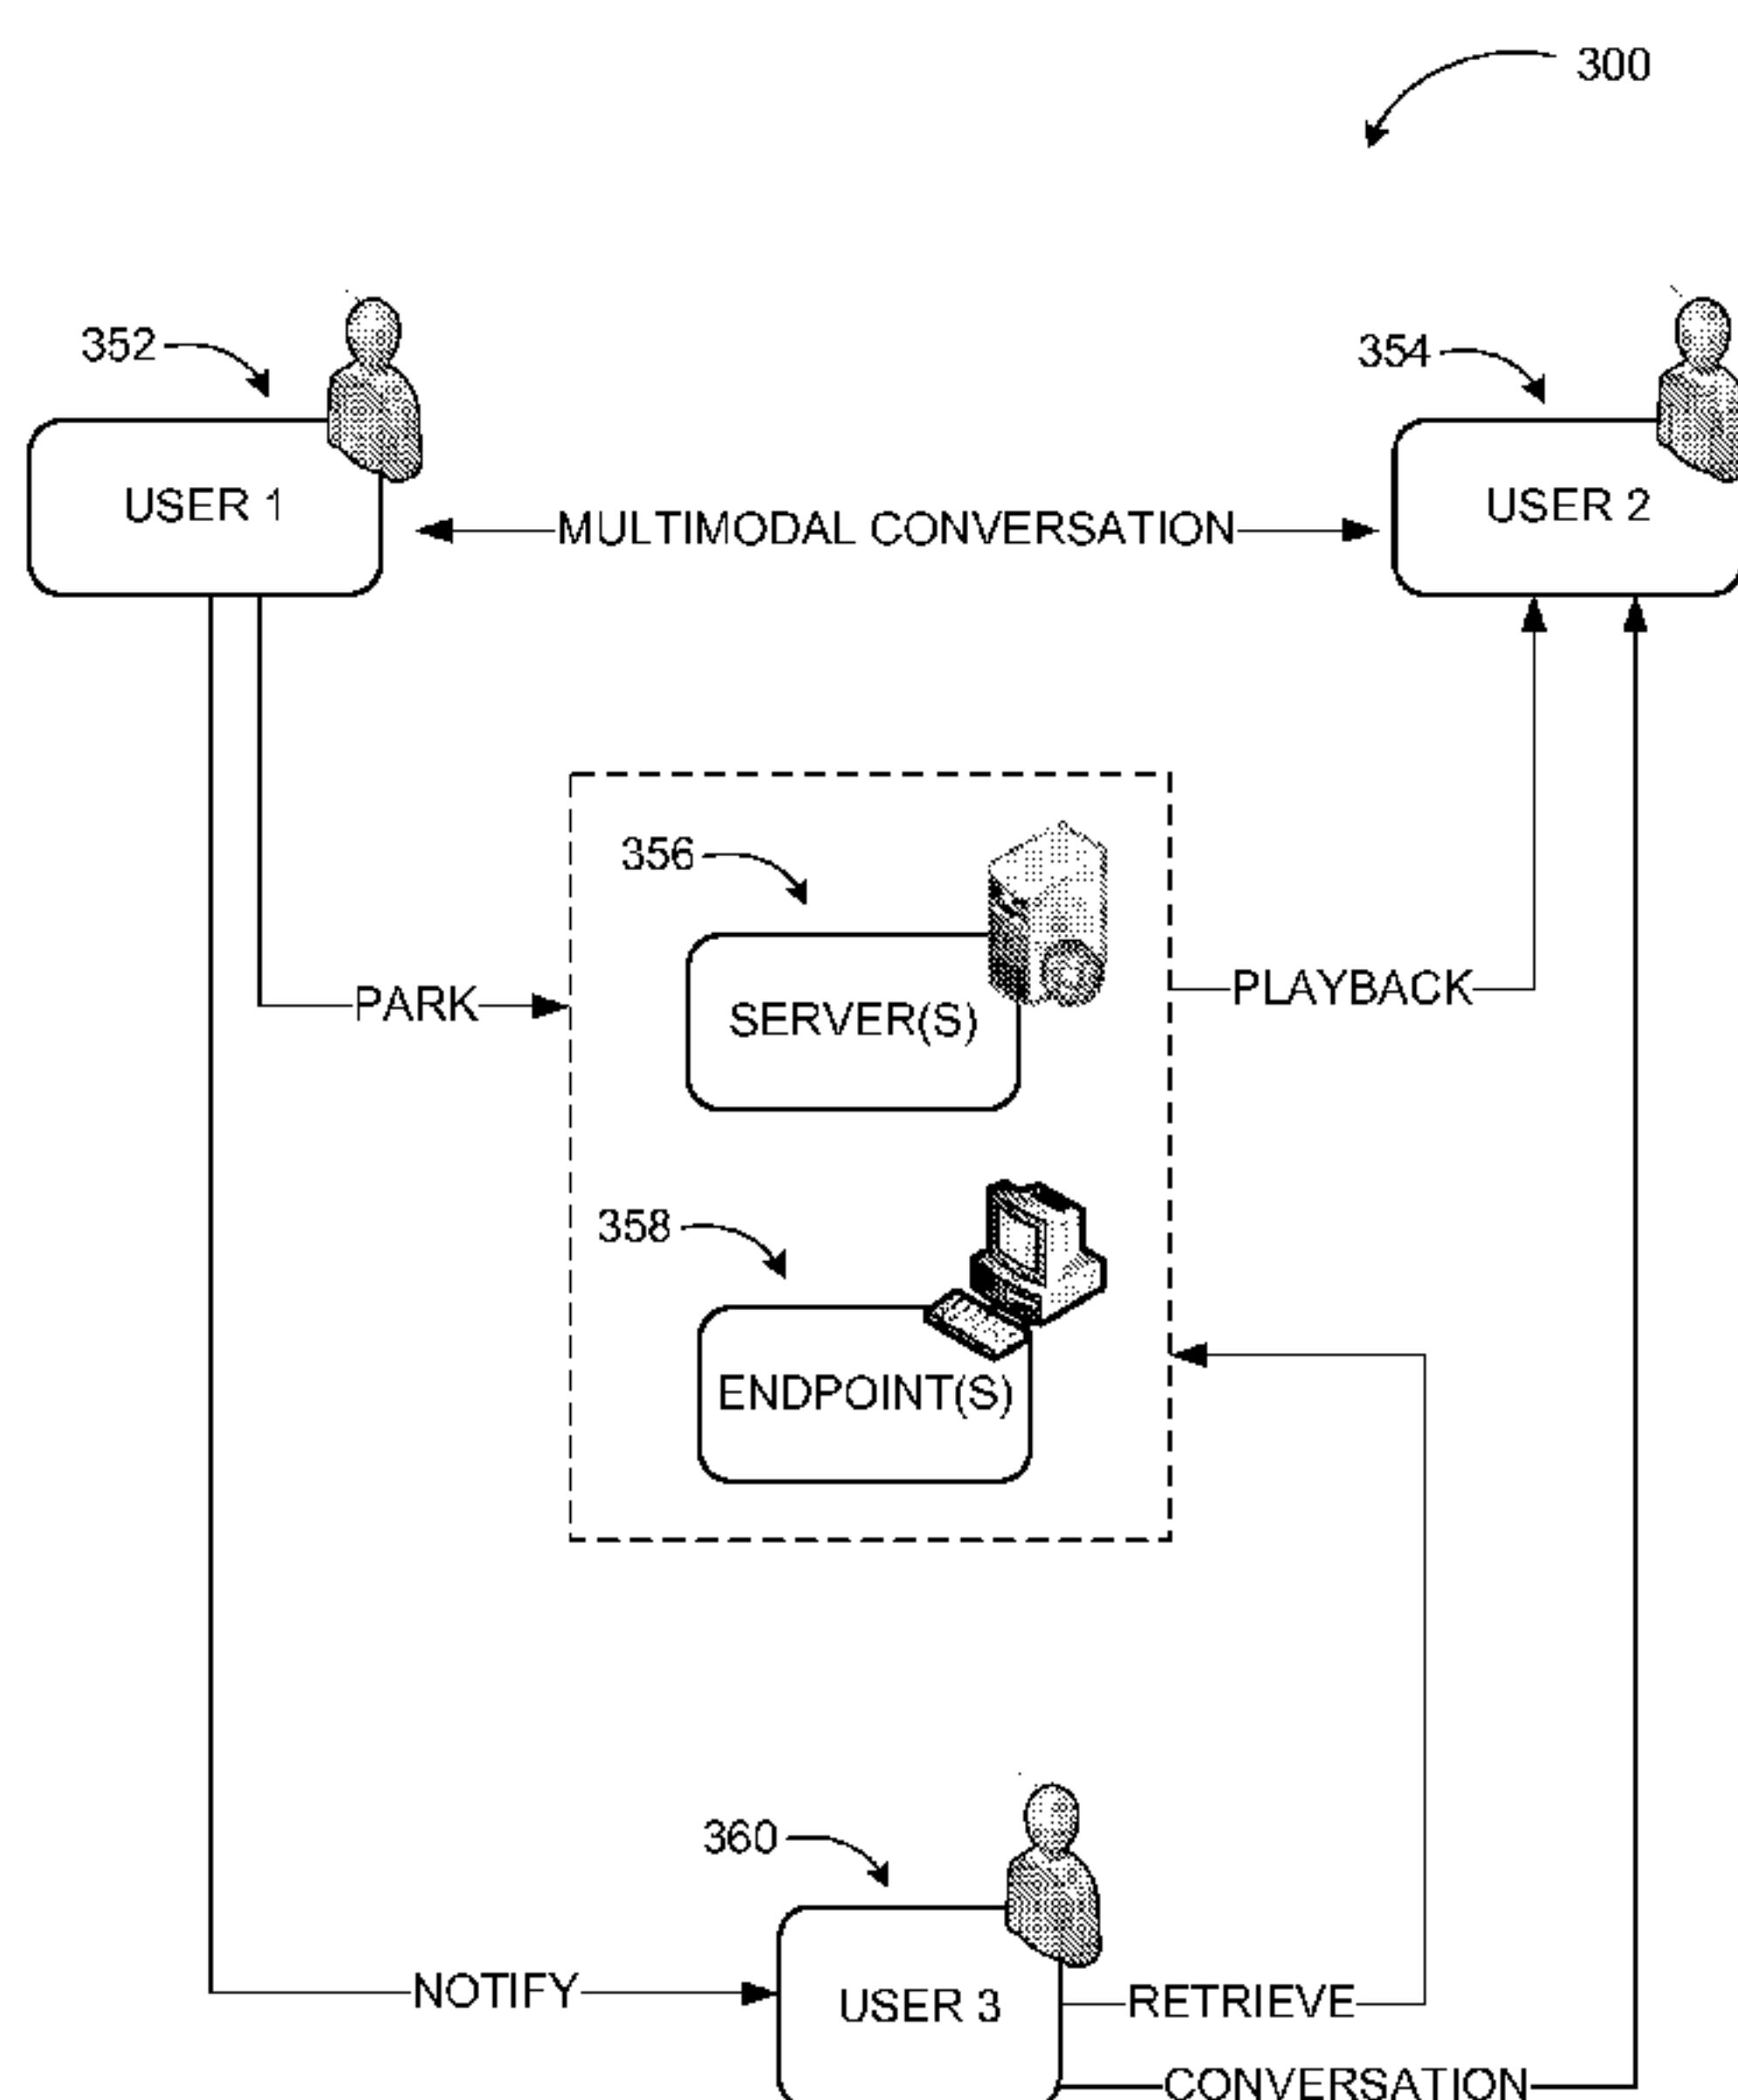 300
352
354
USER 1
USER 2
MULTIMODAL CONVERSATION
356
SERVER(S)
PARK
PLAYBACK
358
ENDPOINT(S)
360
NOTIFY
USER 3
RETRIEVE
CONVERSATION